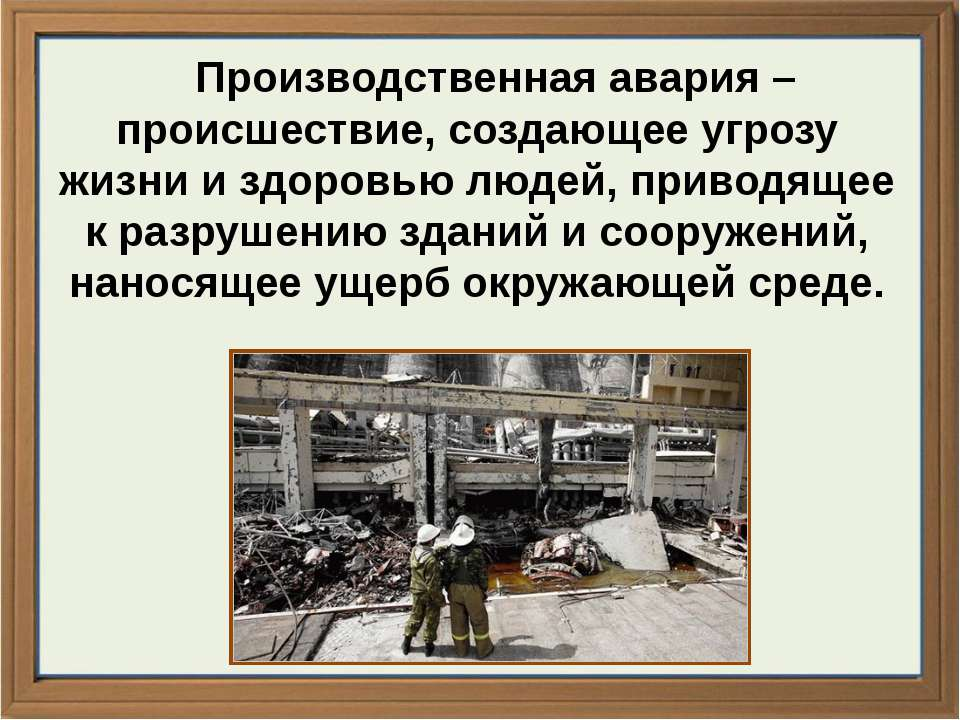 Производственная авария –
происшествие, создающее угрозу
жизни и здоровью людей, приводящее
к разрушению зданий и сооружений,
наносящее ущерб окружающей среде.